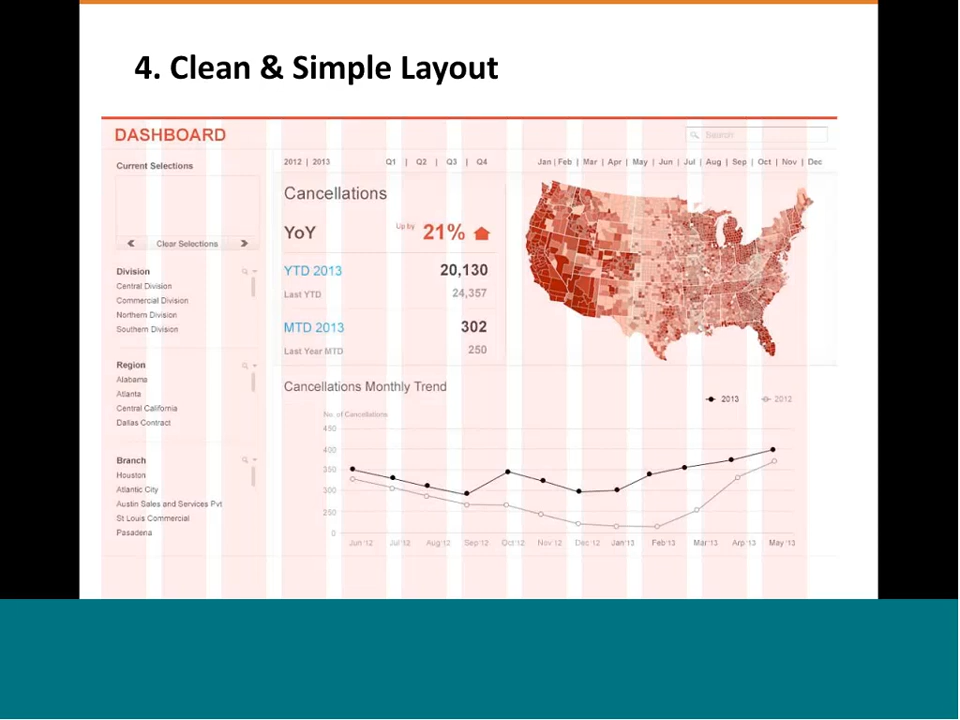 4. Clean & Simple Layout
DASHBOARD
Search
Current Selections
Clear Selections
Division
Central Division
Commercial Division
Northern Division
Southern Division
Region
Alabama
Atlanta
Central California
Dallas Contract
Branch
Houston
Atlantic City
Austin Sales and Services Pvt
St Louis Commercial
Pasadena
2012 | 2013 Q1 | Q2 | Q3 | Q4
Jan | Feb | Mar | Apr | May | Jun | Jul | Aug | Sep | Oct | Nov | Dec
Cancellations
YoY Up by 21%
YTD 2013 20,130
Last YTD 24,357
MTD 2013 302
Last Year MTD 250
Cancellations Monthly Trend
2013 2012
No. of Cancellations
450
400
350
300
250
0
Jun '12 Jul '12 Aug '12 Sep '12 Oct '12 Nov '12 Dec '12 Jan '13 Feb '13 Mar '13 Arp '13 May '13